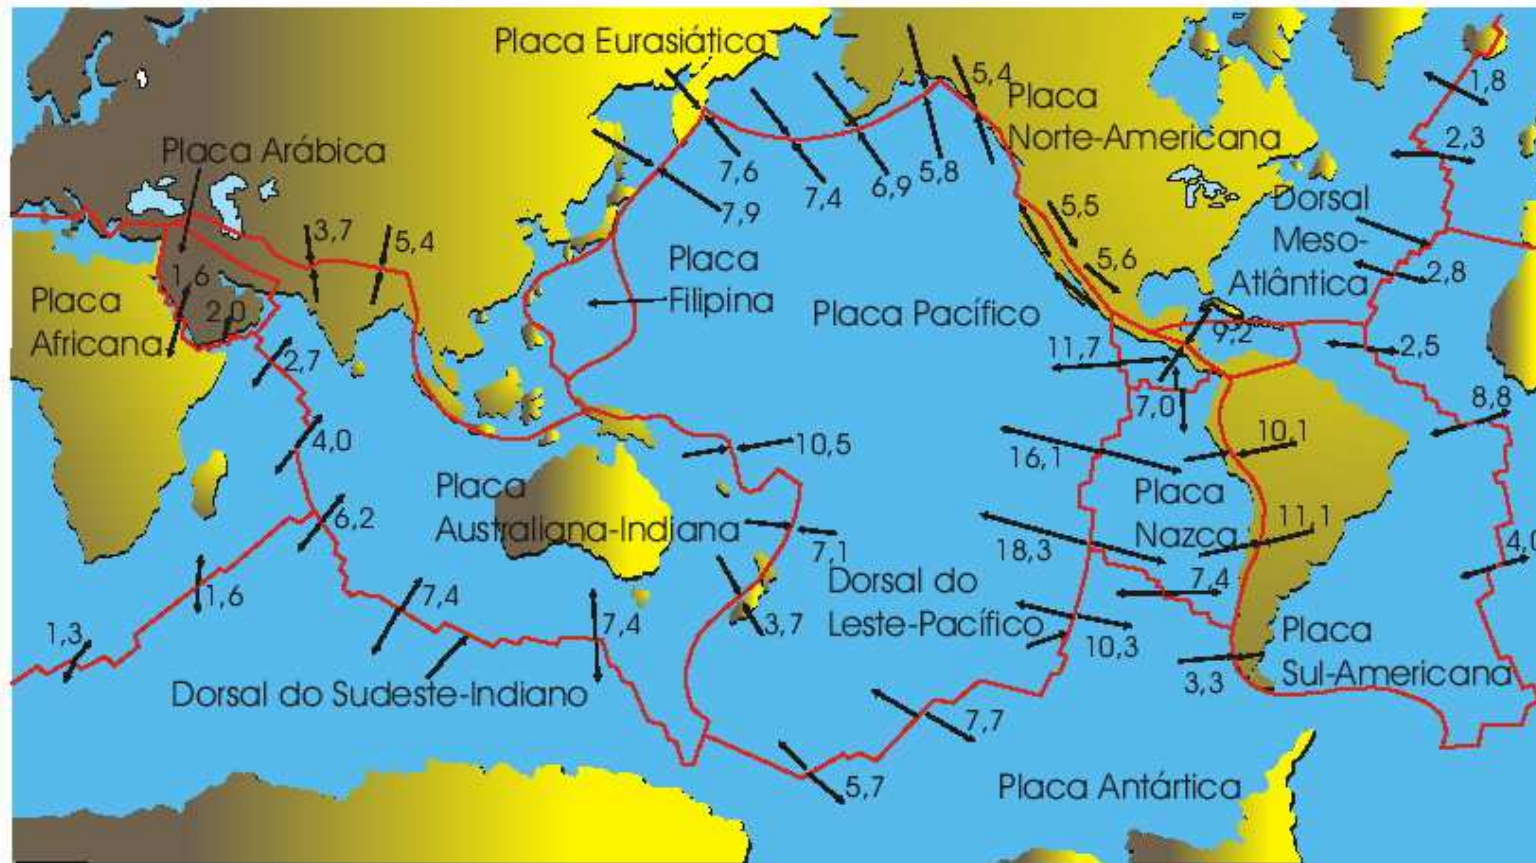 Placa Eurasiática
5,4
1,8
Placa
Norte-Americana
2,3
Placa Arábica
7,6
7,4
6,9
5,8
7,9
Dorsal
Meso-
Atlântica
5,5
3,7
5,4
5,6
2,8
Placa
Filipina
1,6
2,0
Placa
Africana
Placa Pacífico
9,2
11,7
2,5
2,7
7,0
8,8
4,0
10,5
10,1
16,1
Placa
Australiana-Indiana
Placa
Nazca
6,2
11,1
7,1
18,3
4,0
Dorsal do
Leste-Pacífico
7,4
1,6
7,4
7,4
3,7
10,3
1,3
Placa
Sul-Americana
3,3
Dorsal do Sudeste-Indiano
7,7
5,7
Placa Antártica